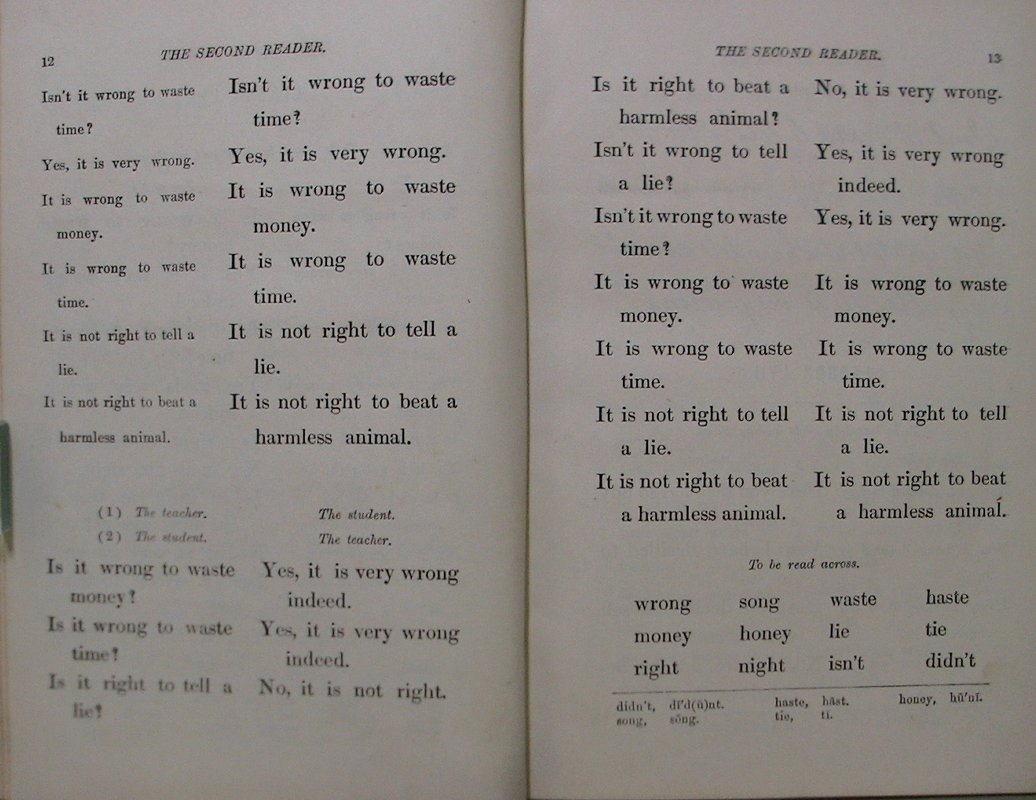 12
THE SECOND READER.
Isn't it wrong to waste
time?
Yes, it is very wrong.
It is wrong to waste
money.
It is wrong to waste
time.
It is not right to tell a
lie.
It is not right to beat a
harmless animal.
Isn't it wrong to waste
time?
Yes, it is very wrong.
It is wrong to waste
money.
It is wrong to waste
time.
It is not right to tell a
lie.
It is not right to beat a
harmless animal.
(1) The teacher. The student.
(2) The student. The teacher.
Is it wrong to waste
money?
Yes, it is very wrong
indeed.
Is it wrong to waste
time?
Yes, it is very wrong
indeed.
Is it right to tell a
lie?
No, it is not right.
THE SECOND READER.
13
Is it right to beat a
harmless animal?
No, it is very wrong.
Isn't it wrong to tell
a lie?
Yes, it is very wrong
indeed.
Isn't it wrong to waste
time?
Yes, it is very wrong.
It is wrong to waste
money.
It is wrong to waste
money.
It is wrong to waste
time.
It is wrong to waste
time.
It is not right to tell
a lie.
It is not right to tell
a lie.
It is not right to beat
a harmless animal.
It is not right to beat
a harmless animal.
To be read across.
wrong song waste haste
money honey lie tie
right night isn't didn't
didn't, dĭ'd(ŭ)nt. haste, hāst. honey, hŭ'nĭ.
song, sŏng. tie, tī.